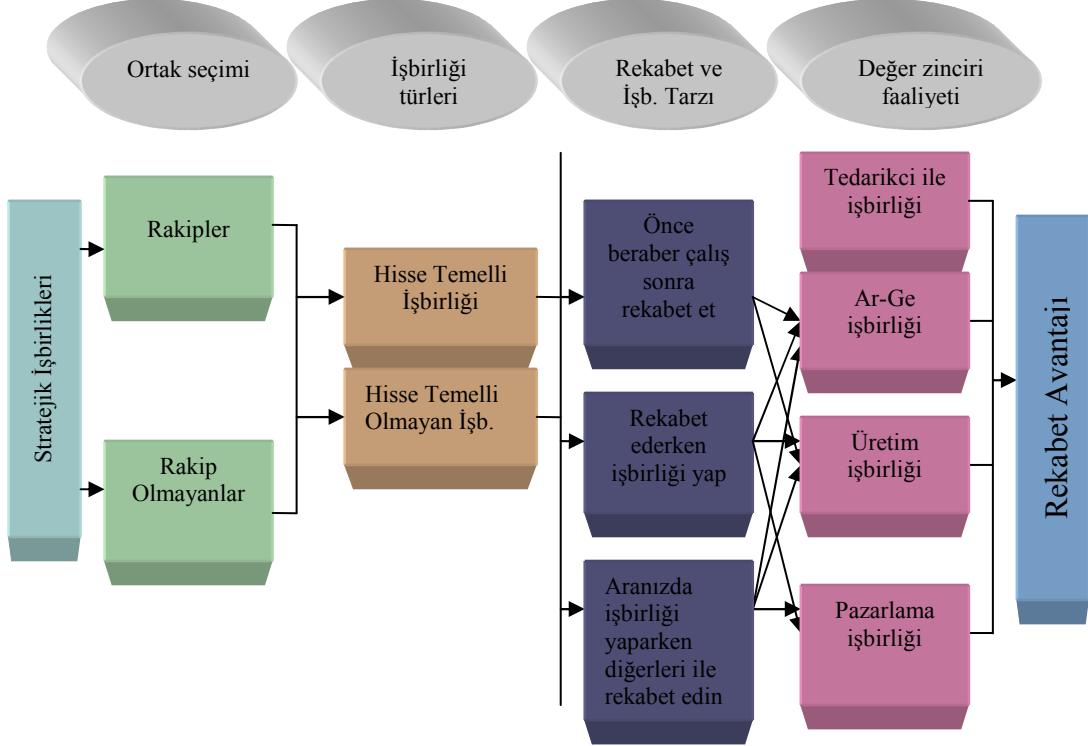 Ortak seçimi
İşbirliği
türleri
Rekabet ve
İşb. Tarzı
Değer zinciri
faaliyeti
Stratejik İşbirlikleri
Rakipler
Rakip
Olmayanlar
Hisse Temelli
İşbirliği
Hisse Temelli
Olmayan İşb.
Önce
beraber çalış
sonra
rekabet et
Rekabet
ederken
işbirliği yap
Aranızda
işbirliği
yaparken
diğerleri ile
rekabet edin
Tedarikci ile
işbirliği
Ar-Ge
işbirliği
Üretim
işbirliği
Pazarlama
işbirliği
Rekabet Avantajı